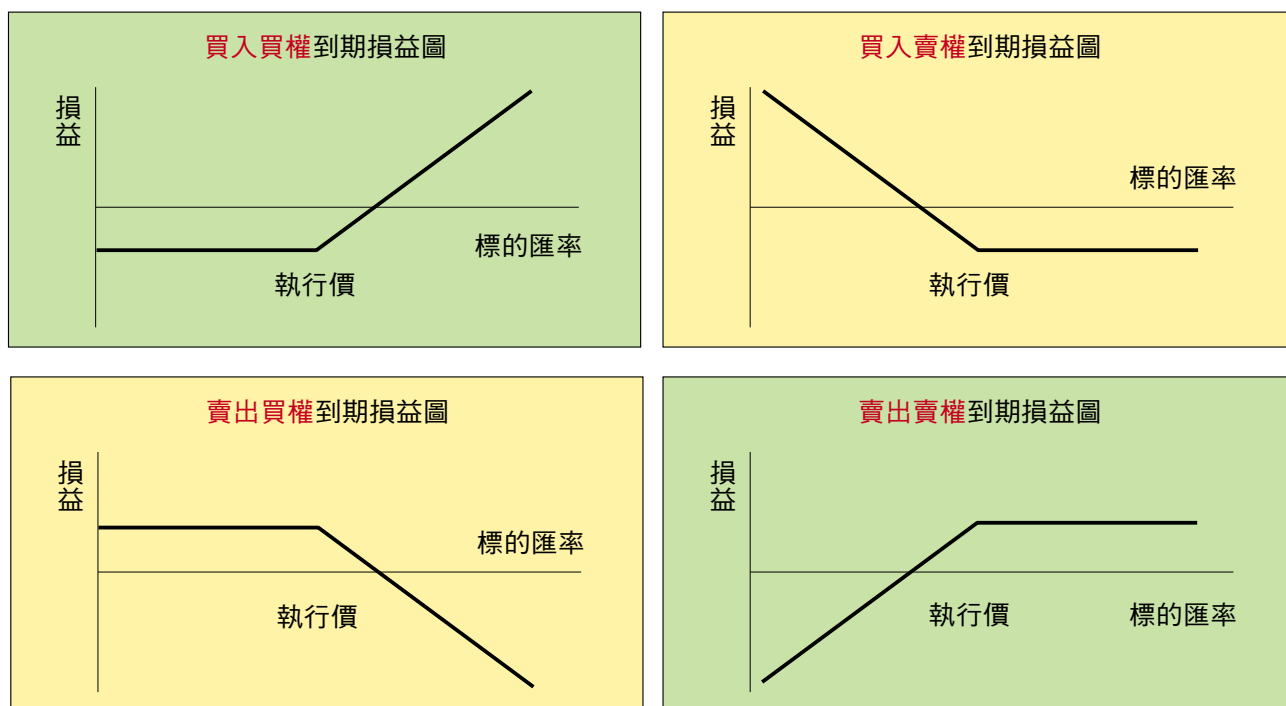 買入買權到期損益圖
損益
標的匯率
執行價
買入賣權到期損益圖
損益
標的匯率
執行價
賣出買權到期損益圖
損益
標的匯率
執行價
賣出賣權到期損益圖
損益
執行價
標的匯率